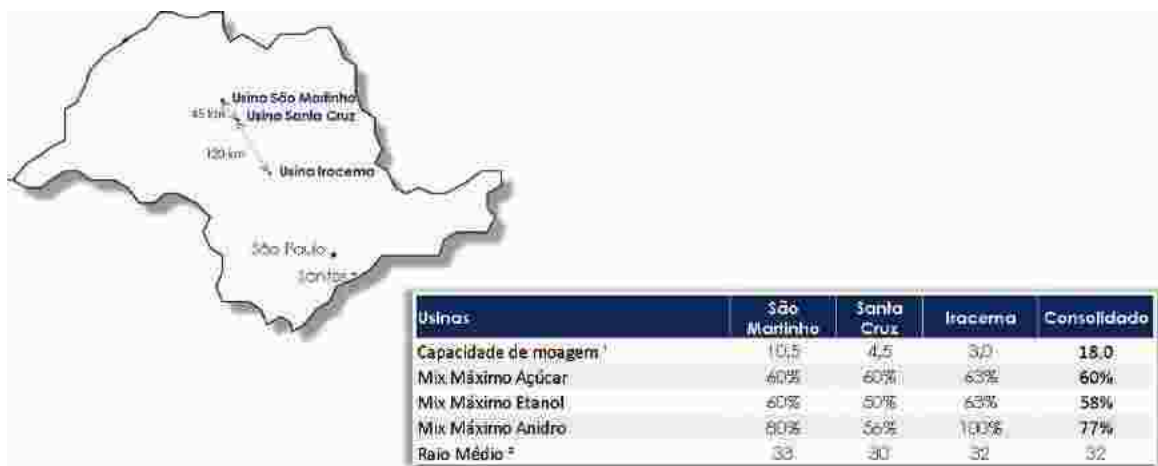 Usina São Martinho
45 km
Usina Santa Cruz
120 km
Usina Iracema
São Paulo
Santos
Usinas São Martinho Santa Cruz Iracema Consolidado
Capacidade de moagem ¹ 10,5 4,5 3,0 18,0
Mix Máximo Açúcar 60% 60% 63% 60%
Mix Máximo Etanol 60% 50% 63% 58%
Mix Máximo Anidro 80% 56% 100% 77%
Raio Médio ² 33 30 32 32